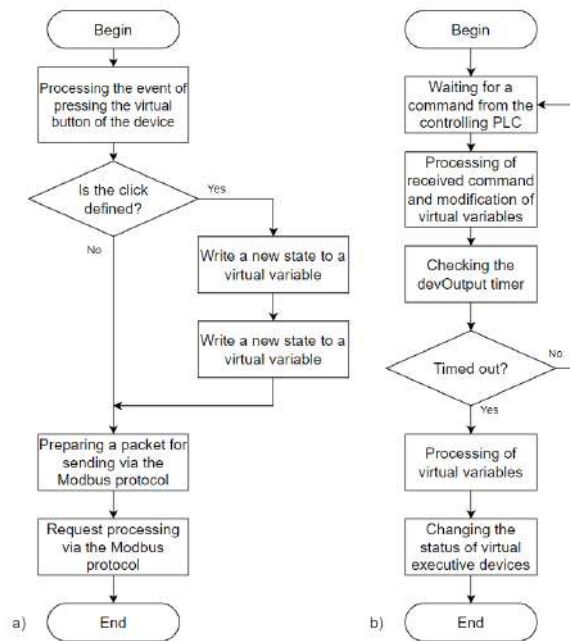 Begin
Processing the event of
pressing the virtual
button of the device
Is the click
defined?
Yes
No
Write a new state to a
virtual variable
Write a new state to a
virtual variable
Preparing a packet for
sending via the
Modbus protocol
Request processing
via the Modbus
protocol
a)
End
Begin
Waiting for a
command from the
controlling PLC
Processing of
received command
and modification of
virtual variables
Checking the
devOutput timer
Timed out?
No
Yes
Processing of
virtual variables
Changing the
status of virtual
executive devices
b)
End